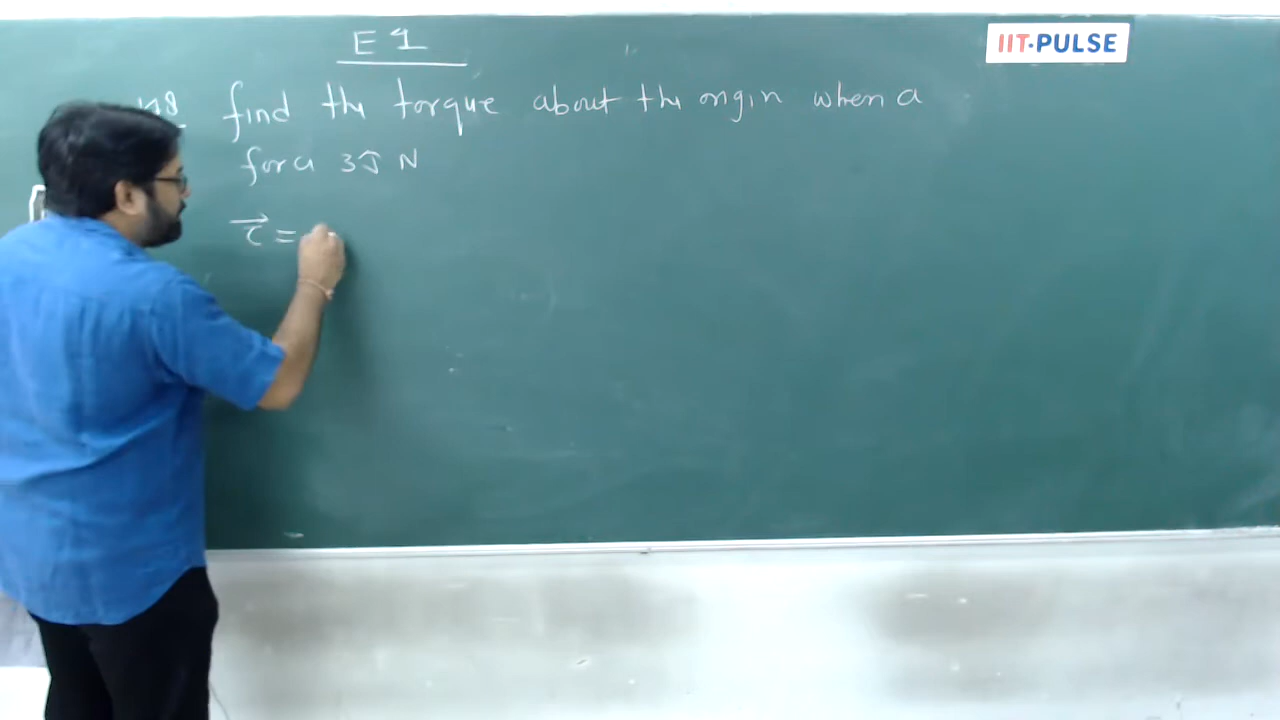 E 1
IIT·PULSE
find the torque about the origin when a
force 3ĵ N
τ⃗ =